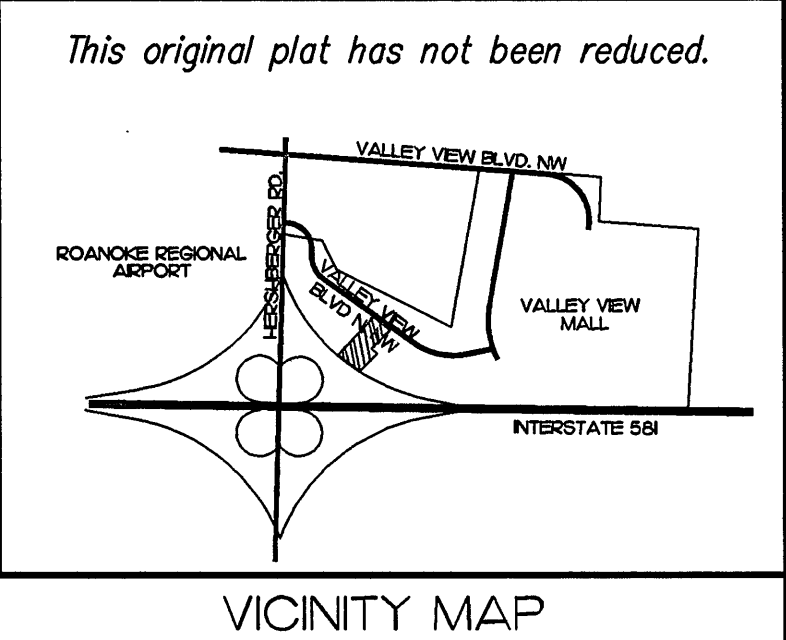 This original plat has not been reduced.
VALLEY VIEW BLVD. NW
HERSHBERGER RD.
ROANOKE REGIONAL
AIRPORT
VALLEY VIEW
BLVD NW
VALLEY VIEW
MALL
INTERSTATE 581
VICINITY MAP